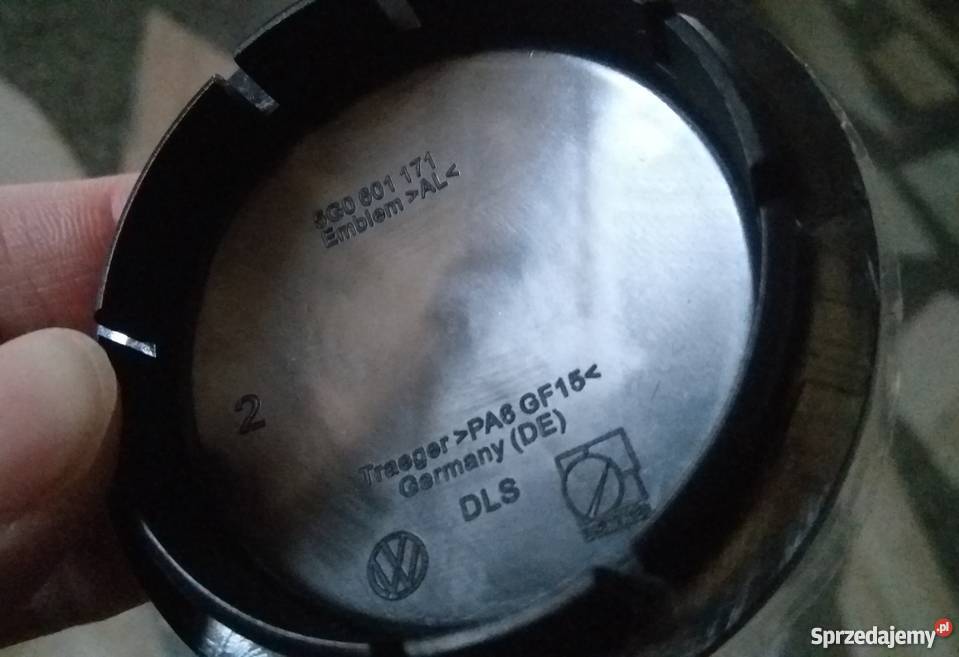 5G0 601 171
Emblem >AL<
2
Traeger >PA6 GF15<
Germany (DE)
DLS
Sprzedajemy.pl